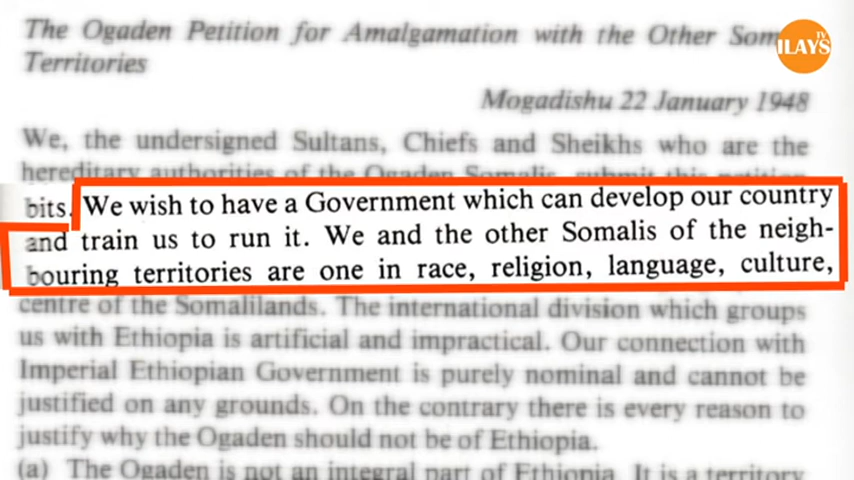 The Ogaden Petition for Amalgamation with the Other Som
TV
ILAYS
Territories
Mogadishu 22 January 1948
We, the undersigned Sultans, Chiefs and Sheikhs who are the
hereditary authorities of the Ogaden Somalis, submit this petition
bits. We wish to have a Government which can develop our country
and train us to run it. We and the other Somalis of the neigh-
bouring territories are one in race, religion, language, culture,
centre of the Somalilands. The international division which groups
us with Ethiopia is artificial and impractical. Our connection with
Imperial Ethiopian Government is purely nominal and cannot be
justified on any grounds. On the contrary there is every reason to
justify why the Ogaden should not be of Ethiopia.
(a) The Ogaden is not an integral part of Ethiopia. It is a territory